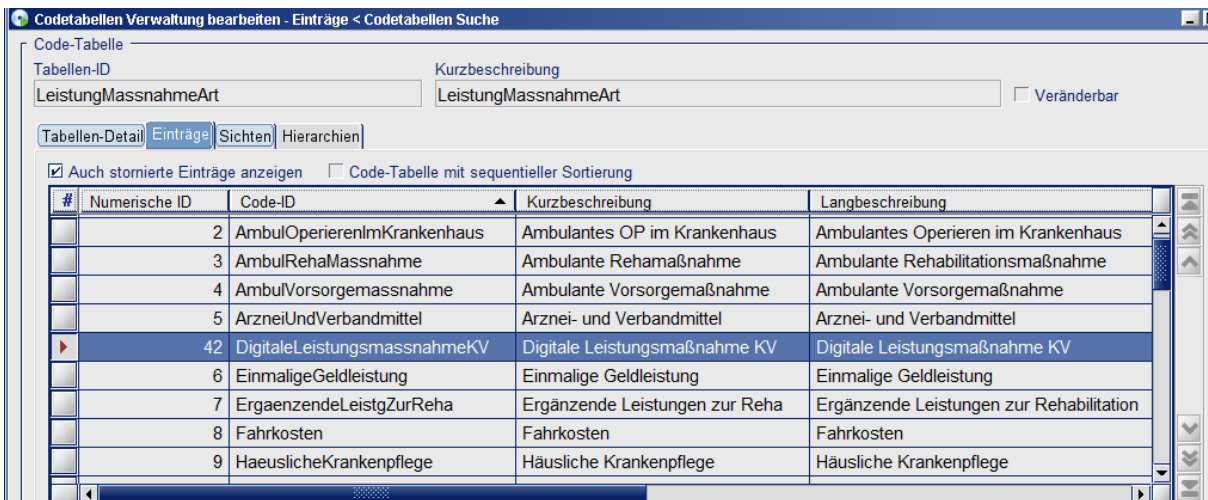 Codetabellen Verwaltung bearbeiten - Einträge < Codetabellen Suche
Code-Tabelle
Tabellen-ID Kurzbeschreibung
LeistungMassnahmeArt LeistungMassnahmeArt Veränderbar
Tabellen-Detail Einträge Sichten Hierarchien
Auch stornierte Einträge anzeigen Code-Tabelle mit sequentieller Sortierung
# Numerische ID Code-ID Kurzbeschreibung Langbeschreibung
2 AmbulOperierenImKrankenhaus Ambulantes OP im Krankenhaus Ambulantes Operieren im Krankenhaus
3 AmbulRehaMassnahme Ambulante Rehamaßnahme Ambulante Rehabilitationsmaßnahme
4 AmbulVorsorgemassnahme Ambulante Vorsorgemaßnahme Ambulante Vorsorgemaßnahme
5 ArzneiUndVerbandmittel Arznei- und Verbandmittel Arznei- und Verbandmittel
42 DigitaleLeistungsmassnahmeKV Digitale Leistungsmaßnahme KV Digitale Leistungsmaßnahme KV
6 EinmaligeGeldleistung Einmalige Geldleistung Einmalige Geldleistung
7 ErgaenzendeLeistgZurReha Ergänzende Leistungen zur Reha Ergänzende Leistungen zur Rehabilitation
8 Fahrkosten Fahrkosten Fahrkosten
9 HaeuslicheKrankenpflege Häusliche Krankenpflege Häusliche Krankenpflege